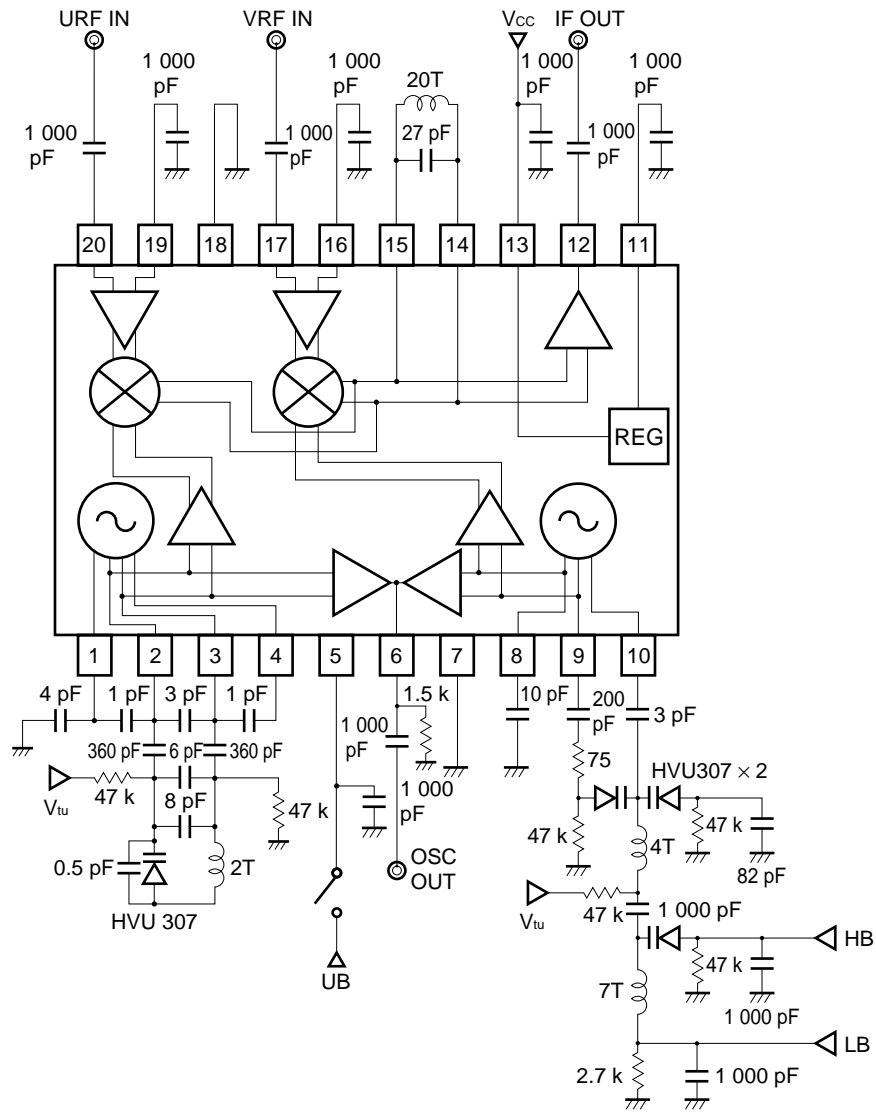 URF IN
VRF IN
VCC
IF OUT
1 000
pF
1 000
pF
1 000
pF
1 000
pF
20T
27 pF
1 000
pF
1 000
pF
1 000
pF
20
19
18
17
16
15
14
13
12
11
REG
1
2
3
4
5
6
7
8
9
10
4 pF
1 pF
3 pF
1 pF
1.5 k
10 pF
200
pF
3 pF
1 000
pF
360 pF
6 pF
360 pF
75
HVU307 × 2
Vtu
47 k
8 pF
47 k
1 000
pF
47 k
4T
47 k
82 pF
0.5 pF
2T
OSC
OUT
HVU 307
Vtu
47 k
1 000 pF
UB
47 k
HB
7T
1 000 pF
LB
2.7 k
1 000 pF